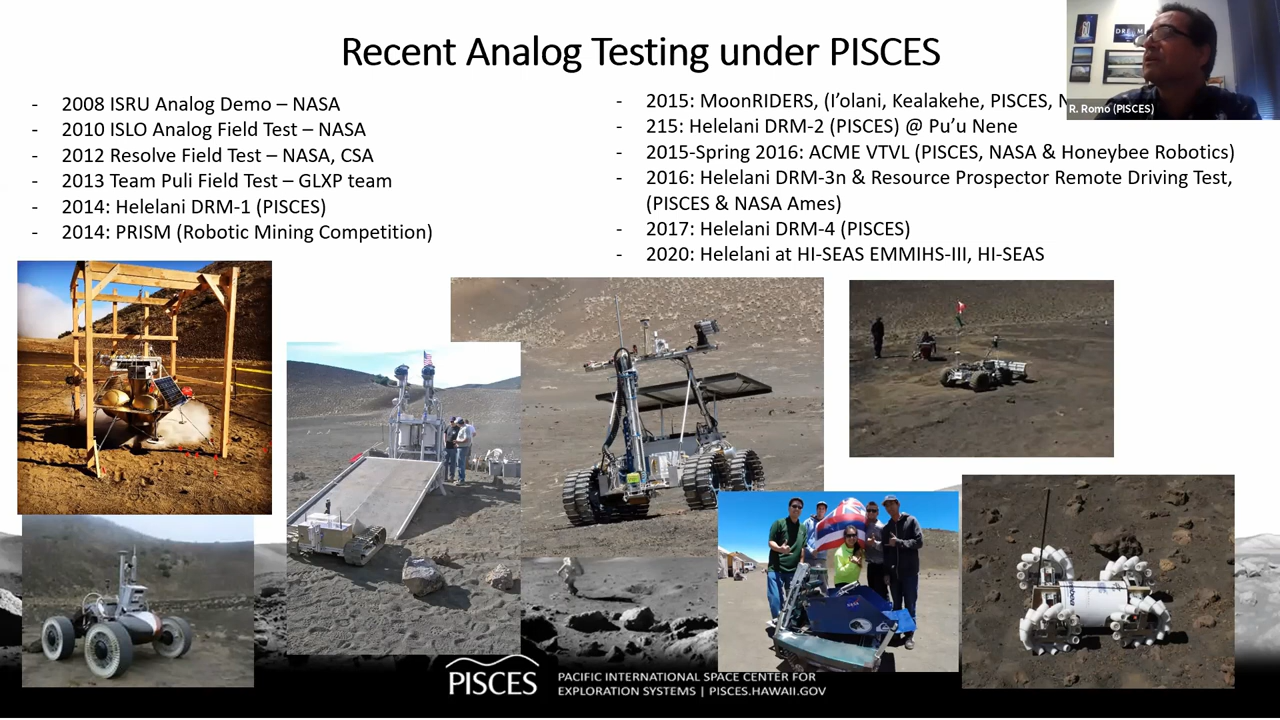 Recent Analog Testing under PISCES
- 2008 ISRU Analog Demo – NASA
- 2010 ISLO Analog Field Test – NASA
- 2012 Resolve Field Test – NASA, CSA
- 2013 Team Puli Field Test – GLXP team
- 2014: Helelani DRM-1 (PISCES)
- 2014: PRISM (Robotic Mining Competition)
- 2015: MoonRIDERS, (I’olani, Kealakehe, PISCES, N
- 215: Helelani DRM-2 (PISCES) @ Pu’u Nene
- 2015-Spring 2016: ACME VTVL (PISCES, NASA & Honeybee Robotics)
- 2016: Helelani DRM-3n & Resource Prospector Remote Driving Test,
(PISCES & NASA Ames)
- 2017: Helelani DRM-4 (PISCES)
- 2020: Helelani at HI-SEAS EMMIHS-III, HI-SEAS
R. Romo (PISCES)
NASA
PISCES
PACIFIC INTERNATIONAL SPACE CENTER FOR
EXPLORATION SYSTEMS | PISCES.HAWAII.GOV